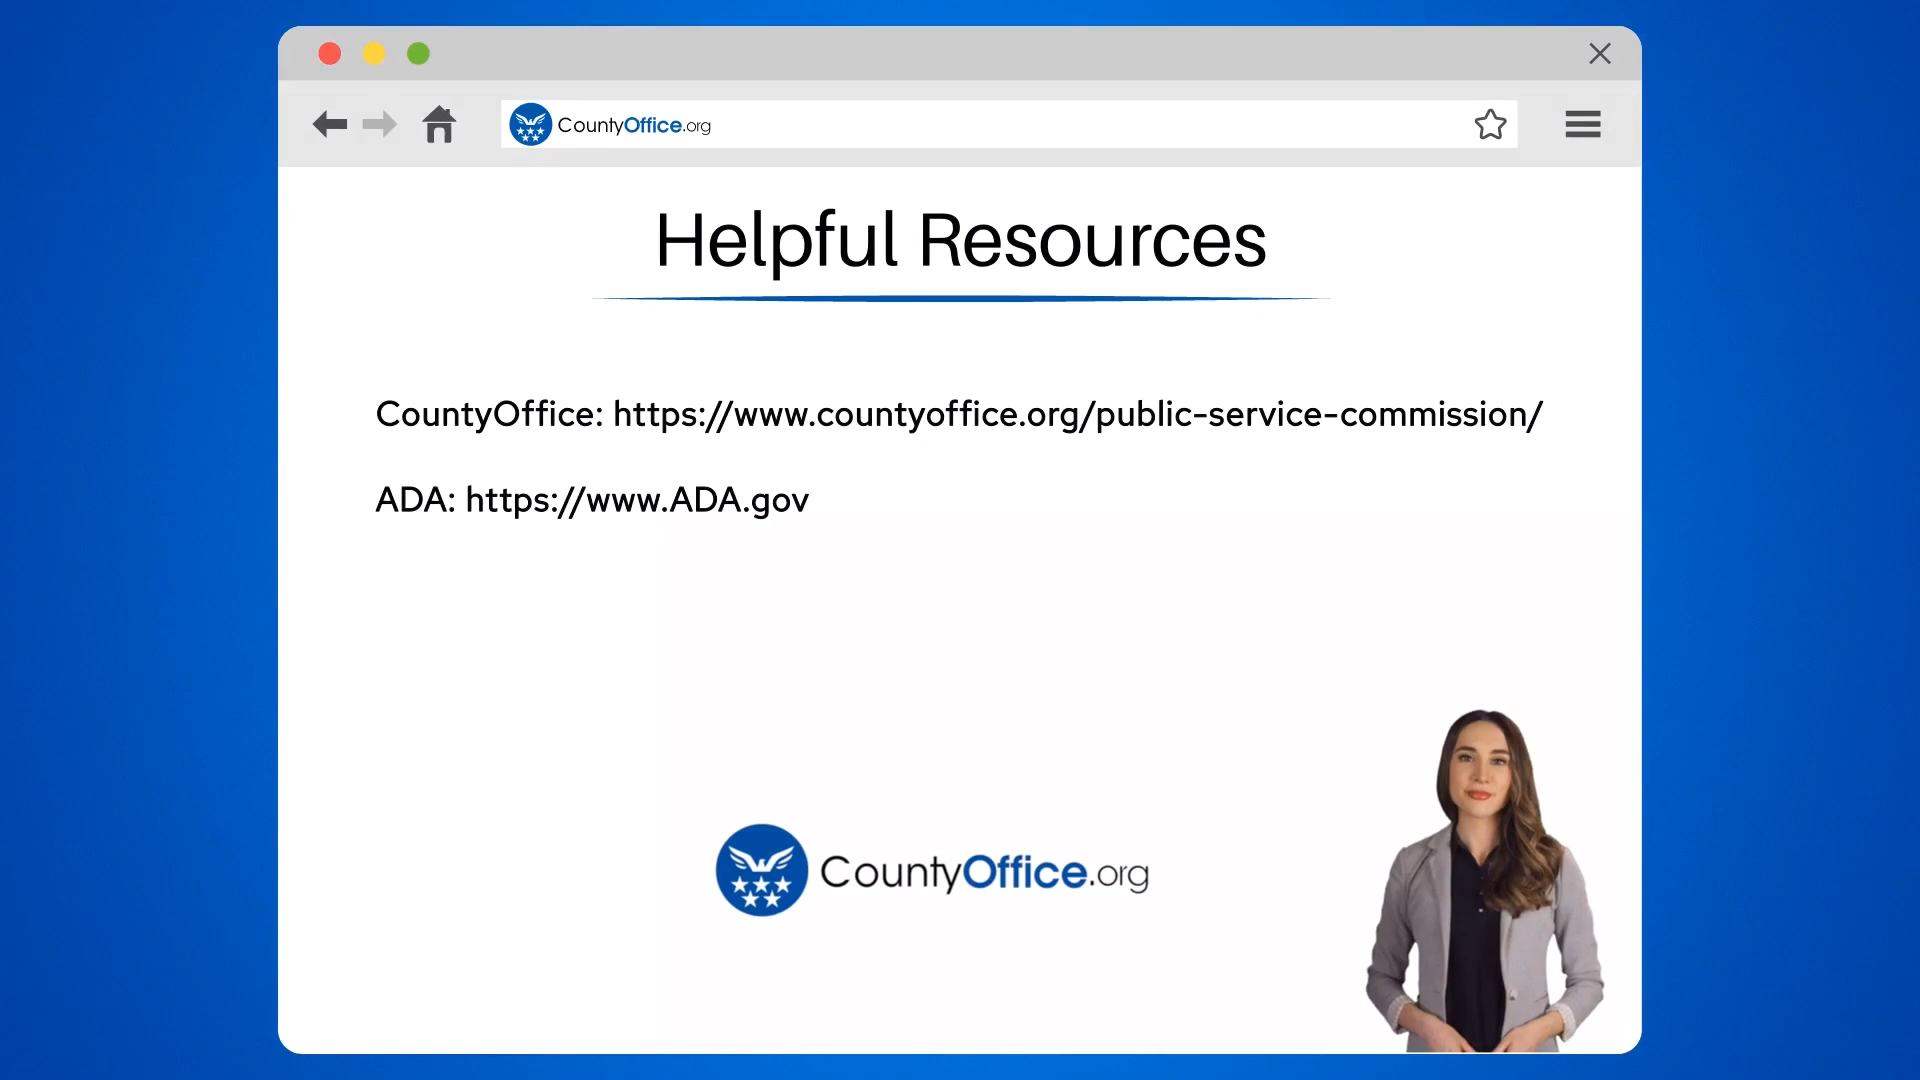 CountyOffice.org
Helpful Resources
CountyOffice: https://www.countyoffice.org/public-service-commission/
ADA: https://www.ADA.gov
CountyOffice.org